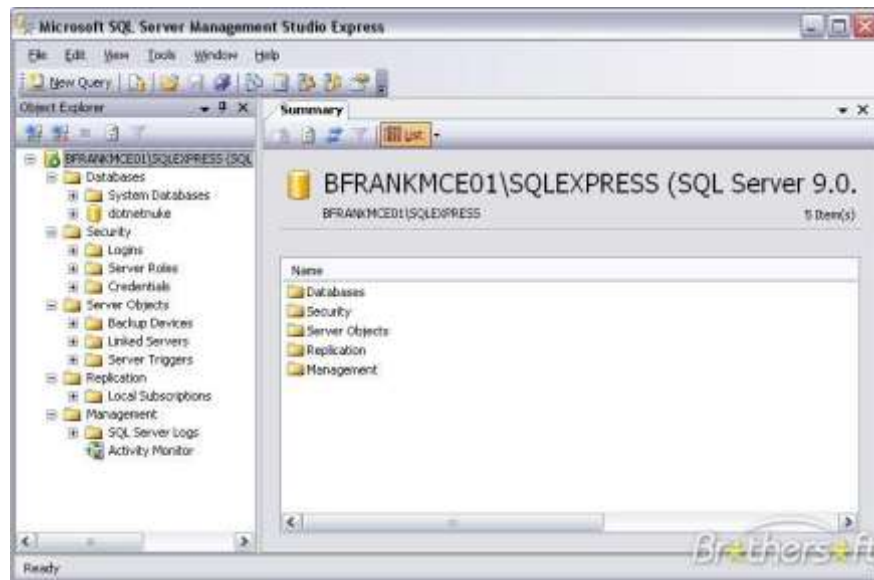 Microsoft SQL Server Management Studio Express
File Edit View Tools Window Help
New Query
Object Explorer
BFRANKMCE01\SQLEXPRESS (SQL
Databases
System Databases
dotnetnuke
Security
Logins
Server Roles
Credentials
Server Objects
Backup Devices
Linked Servers
Server Triggers
Replication
Local Subscriptions
Management
SQL Server Logs
Activity Monitor
Summary
List
BFRANKMCE01\SQLEXPRESS (SQL Server 9.0.
BFRANKMCE01\SQLEXPRESS
5 Item(s)
Name
Databases
Security
Server Objects
Replication
Management
Ready
Brothersoft